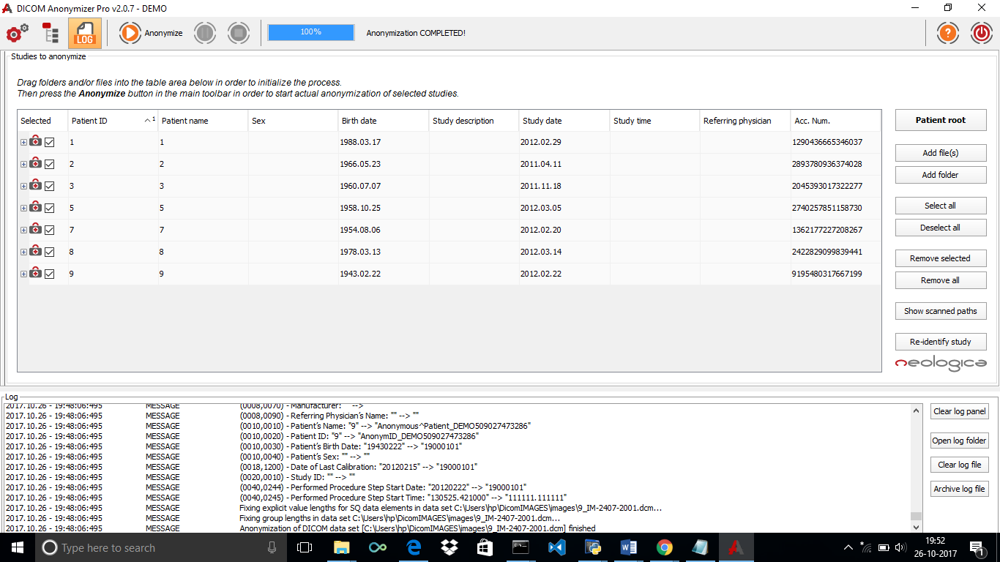 DICOM Anonymizer Pro v2.0.7 - DEMO
LOG
Anonymize
100%
Anonymization COMPLETED!
Studies to anonymize
Drag folders and/or files into the table area below in order to initialize the process.
Then press the Anonymize button in the main toolbar in order to start actual anonymization of selected studies.
Selected Patient ID 1 Patient name Sex Birth date Study description Study date Study time Referring physician Acc. Num.
1 1 1988.03.17 2012.02.29 1290436665346037
2 2 1966.05.23 2011.04.11 2893780936374028
3 3 1960.07.07 2011.11.18 2045393017322277
5 5 1958.10.25 2012.03.05 2740257851158730
7 7 1954.08.06 2012.02.20 1362177227208267
8 8 1978.03.13 2012.03.14 2422829099839441
9 9 1943.02.22 2012.02.22 9195480317667199
Patient root
Add file(s)
Add folder
Select all
Deselect all
Remove selected
Remove all
Show scanned paths
Re-identify study
neologica
Log
2017.10.26 - 19:48:06:495 MESSAGE (0008,0070) - Manufacturer: -->
2017.10.26 - 19:48:06:495 MESSAGE (0008,0090) - Referring Physician's Name: "" --> ""
2017.10.26 - 19:48:06:495 MESSAGE (0010,0010) - Patient's Name: "9" --> "Anonymous^Patient_DEMO509027473286"
2017.10.26 - 19:48:06:495 MESSAGE (0010,0020) - Patient ID: "9" --> "AnonymID_DEMO509027473286"
2017.10.26 - 19:48:06:495 MESSAGE (0010,0030) - Patient's Birth Date: "19430222" --> "19000101"
2017.10.26 - 19:48:06:495 MESSAGE (0010,0040) - Patient's Sex: "" --> ""
2017.10.26 - 19:48:06:495 MESSAGE (0018,1200) - Date of Last Calibration: "20120215" --> "19000101"
2017.10.26 - 19:48:06:495 MESSAGE (0020,0010) - Study ID: "" --> ""
2017.10.26 - 19:48:06:495 MESSAGE (0040,0244) - Performed Procedure Step Start Date: "20120222" --> "19000101"
2017.10.26 - 19:48:06:495 MESSAGE (0040,0245) - Performed Procedure Step Start Time: "130525.421000" --> "111111.111111"
2017.10.26 - 19:48:06:495 MESSAGE Fixing explicit value lengths for SQ data elements in data set C:\Users\hp\DicomIMAGES\images\9_IM-2407-2001.dcm...
2017.10.26 - 19:48:06:495 MESSAGE Fixing group lengths in data set C:\Users\hp\DicomIMAGES\images\9_IM-2407-2001.dcm...
2017.10.26 - 19:48:06:495 MESSAGE Anonymization of DICOM data set [C:\Users\hp\DicomIMAGES\images\9_IM-2407-2001.dcm] finished
Clear log panel
Open log folder
Clear log file
Archive log file
Type here to search
19:52
26-10-2017
1